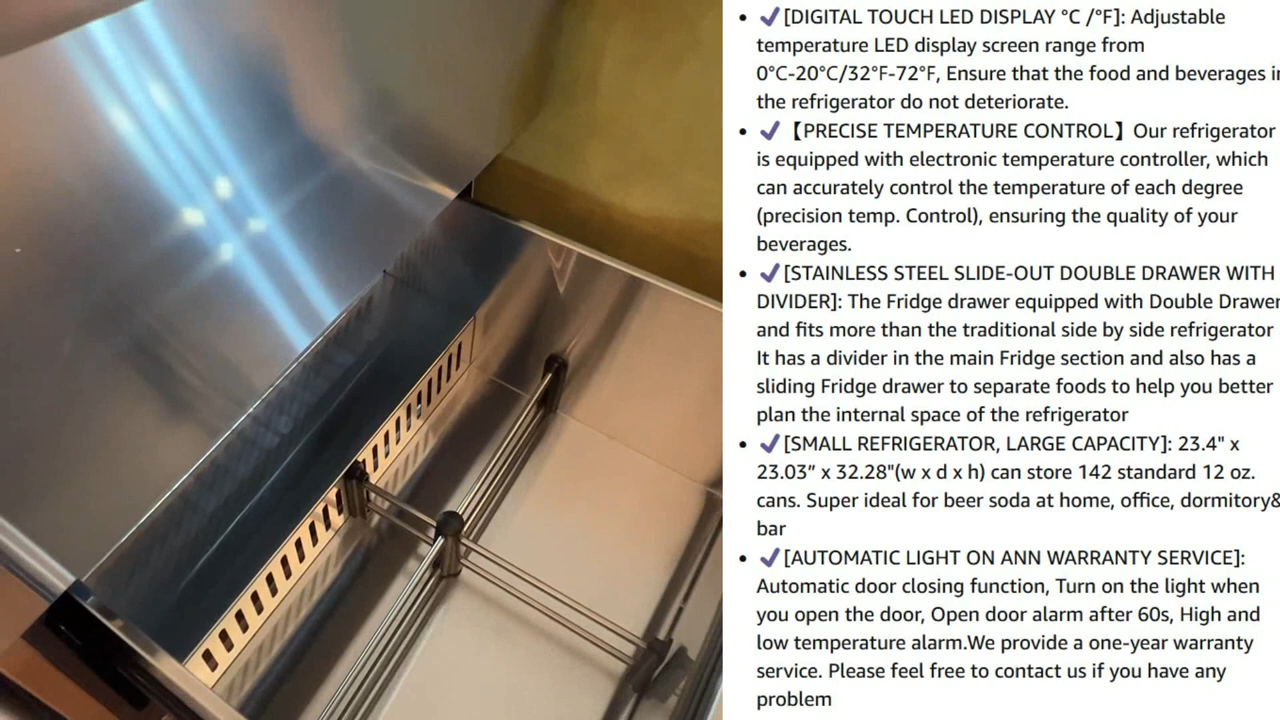 ✔[DIGITAL TOUCH LED DISPLAY °C /°F]: Adjustable
temperature LED display screen range from
0°C-20°C/32°F-72°F, Ensure that the food and beverages in
the refrigerator do not deteriorate.
✔【PRECISE TEMPERATURE CONTROL】Our refrigerator
is equipped with electronic temperature controller, which
can accurately control the temperature of each degree
(precision temp. Control), ensuring the quality of your
beverages.
✔[STAINLESS STEEL SLIDE-OUT DOUBLE DRAWER WITH
DIVIDER]: The Fridge drawer equipped with Double Drawer
and fits more than the traditional side by side refrigerator
It has a divider in the main Fridge section and also has a
sliding Fridge drawer to separate foods to help you better
plan the internal space of the refrigerator
✔[SMALL REFRIGERATOR, LARGE CAPACITY]: 23.4" x
23.03” x 32.28"(w x d x h) can store 142 standard 12 oz.
cans. Super ideal for beer soda at home, office, dormitory&
bar
✔[AUTOMATIC LIGHT ON ANN WARRANTY SERVICE]:
Automatic door closing function, Turn on the light when
you open the door, Open door alarm after 60s, High and
low temperature alarm.We provide a one-year warranty
service. Please feel free to contact us if you have any
problem